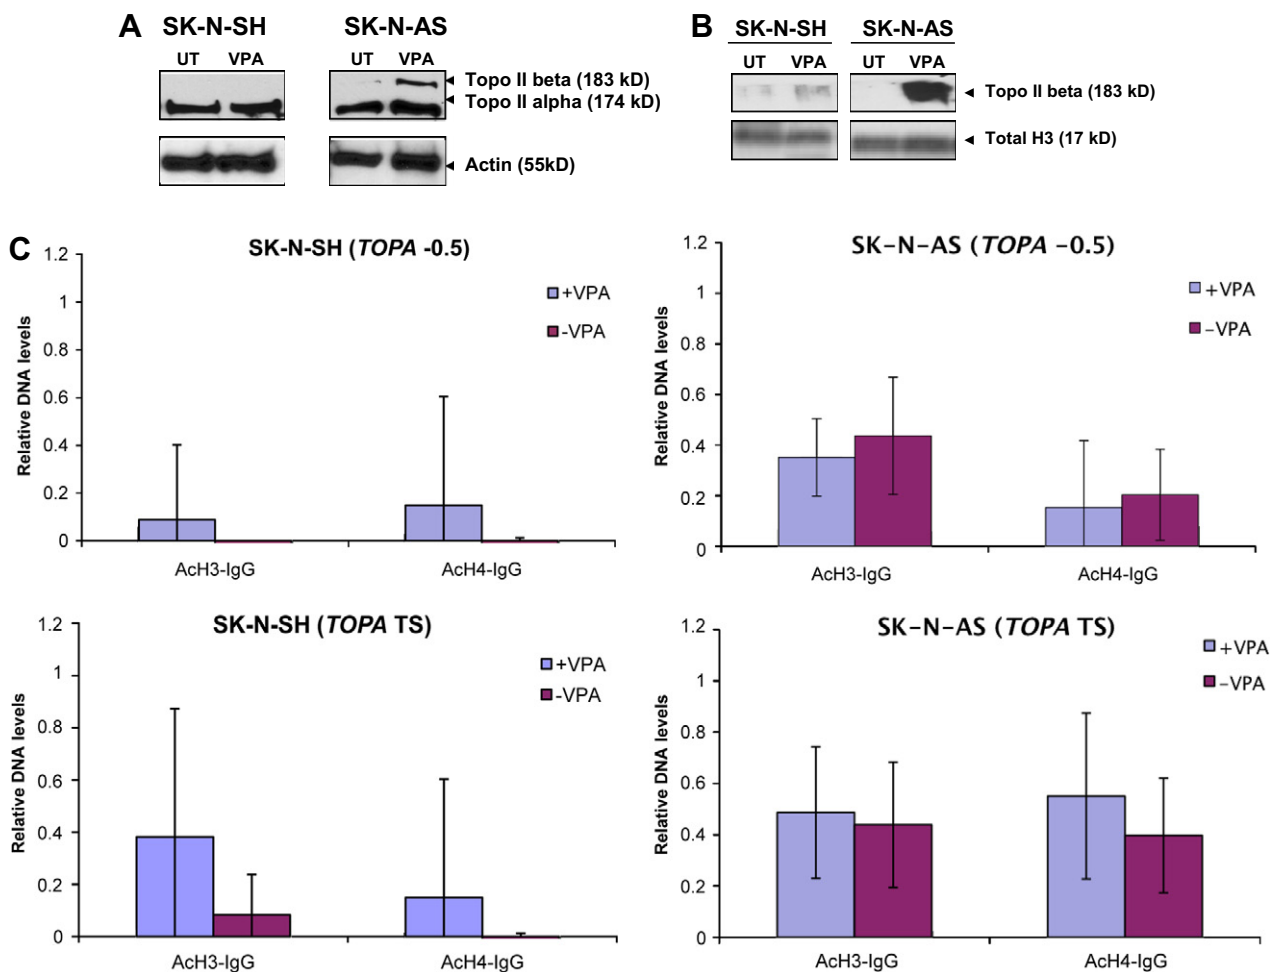 A
SK-N-SH
SK-N-AS
UT
VPA
UT
VPA
Topo II beta (183 kD)
Topo II alpha (174 kD)
Actin (55kD)
B
SK-N-SH
SK-N-AS
UT
VPA
UT
VPA
Topo II beta (183 kD)
Total H3 (17 kD)
C
SK-N-SH (TOPA -0.5)
Relative DNA levels
1.2
1
0.8
0.6
0.4
0.2
0
+VPA
-VPA
AcH3-IgG
AcH4-IgG
SK-N-AS (TOPA -0.5)
Relative DNA levels
1.2
1
0.8
0.6
0.4
0.2
0
+VPA
-VPA
AcH3-IgG
AcH4-IgG
SK-N-SH (TOPA TS)
Relative DNA levels
1.2
1
0.8
0.6
0.4
0.2
0
+VPA
-VPA
AcH3-IgG
AcH4-IgG
SK-N-AS (TOPA TS)
Relative DNA levels
1.2
1
0.8
0.6
0.4
0.2
0
+VPA
-VPA
AcH3-IgG
AcH4-IgG